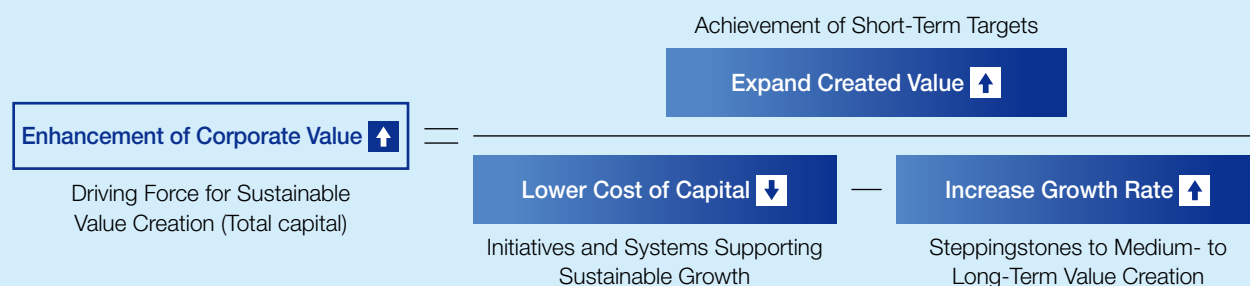 Achievement of Short-Term Targets
Expand Created Value
Enhancement of Corporate Value
=
Driving Force for Sustainable
Value Creation (Total capital)
Lower Cost of Capital
—
Increase Growth Rate
Initiatives and Systems Supporting
Sustainable Growth
Steppingstones to Medium- to
Long-Term Value Creation